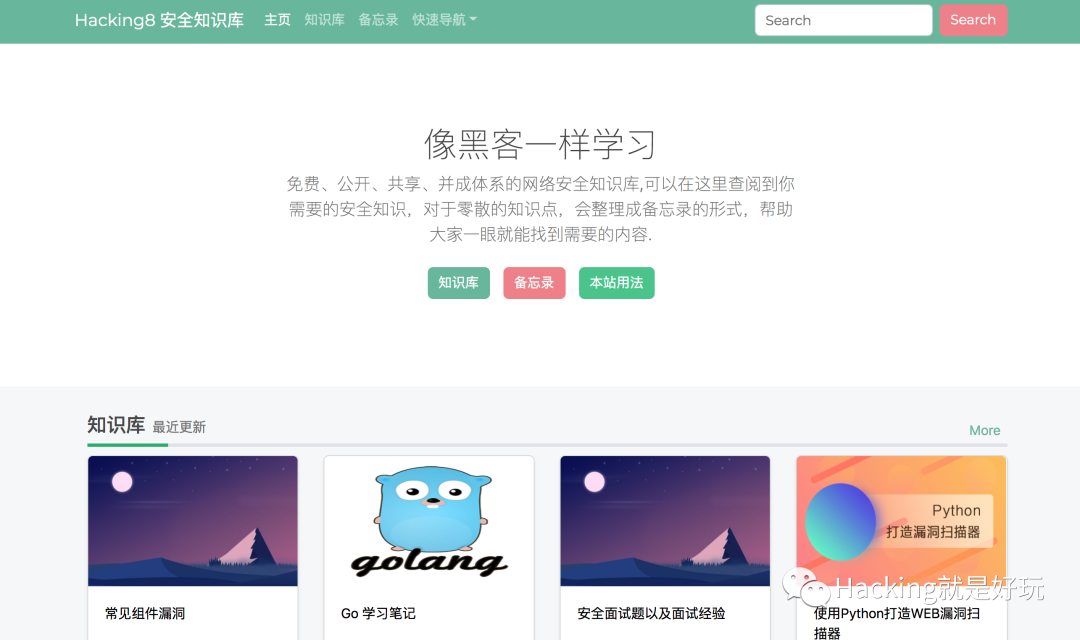 Hacking8 安全知识库 主页 知识库 备忘录 快速导航 Search Search
像黑客一样学习
免费、公开、共享、并成体系的网络安全知识库,可以在这里查阅到你
需要的安全知识，对于零散的知识点，会整理成备忘录的形式，帮助
大家一眼就能找到需要的内容.
知识库 备忘录 本站用法
知识库 最近更新 More
golang
Python
打造漏洞扫描器
Hacking就是好玩
常见组件漏洞 Go 学习笔记 安全面试题以及面试经验 使用Python打造WEB漏洞扫
描器